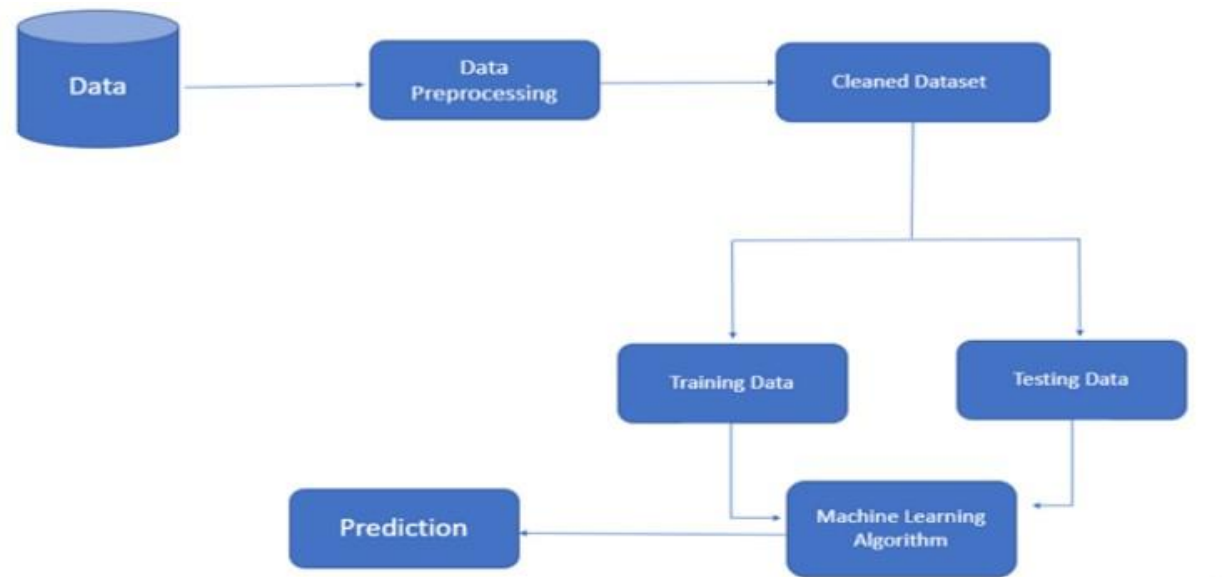 Data
Data
Preprocessing
Cleaned Dataset
Training Data
Testing Data
Machine Learning
Algorithm
Prediction